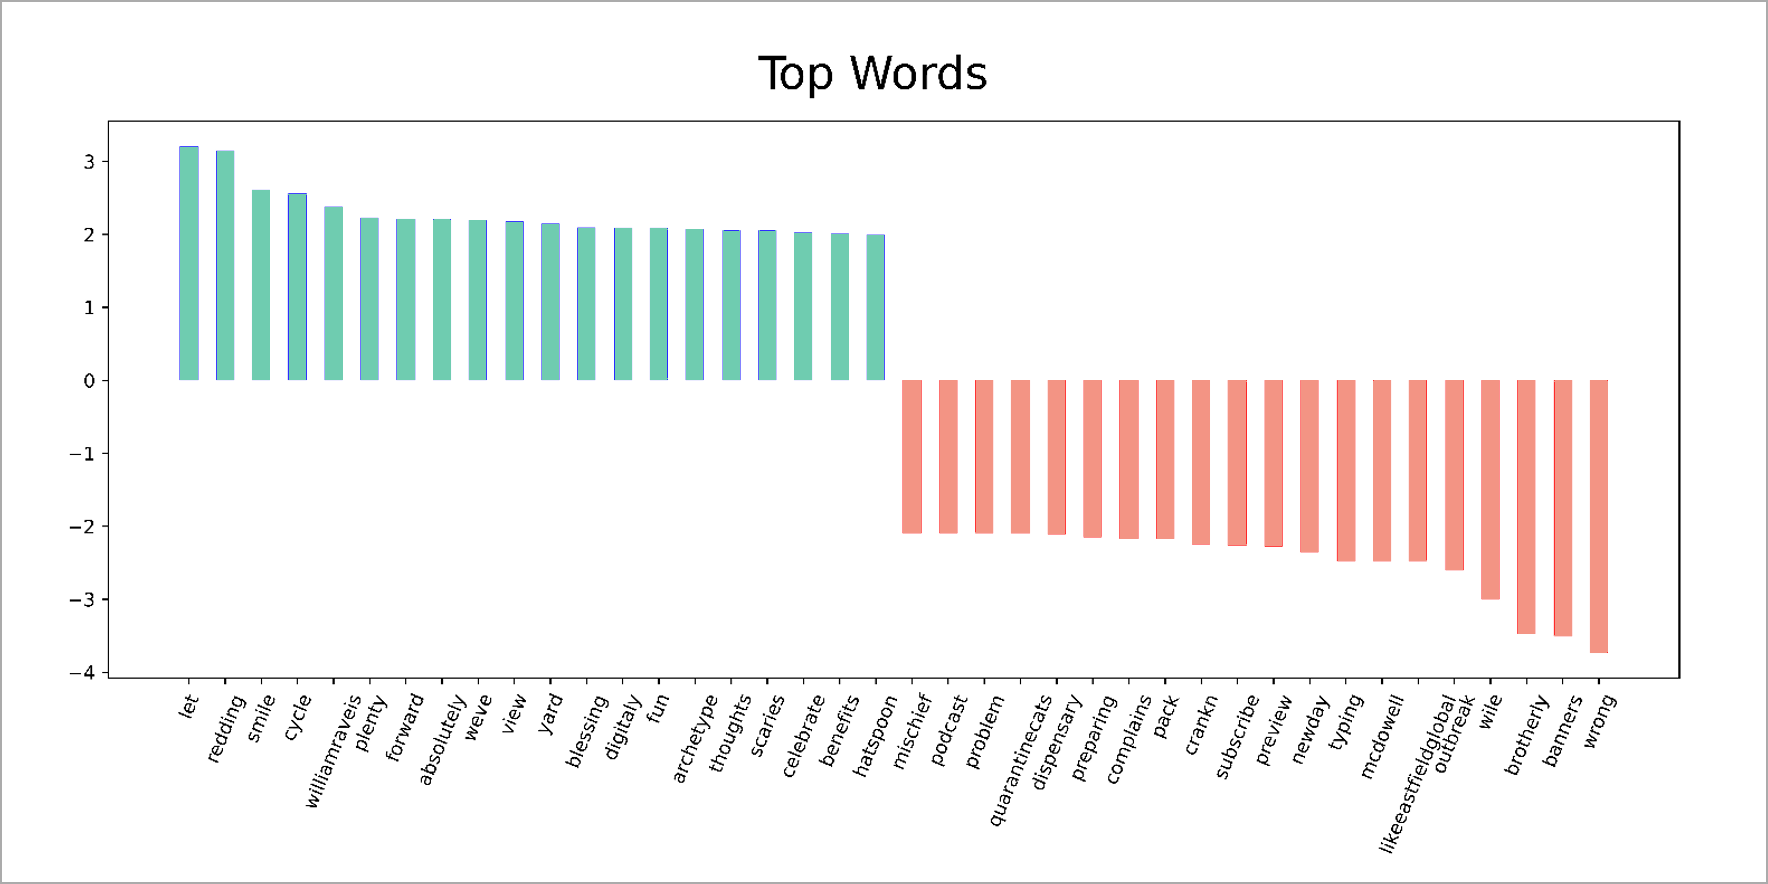 Top Words
3
2
1
0
−1
−2
−3
−4
let
redding
smile
cycle
williamraveis
plenty
forward
absolutely
weve
view
yard
blessing
digitaly
fun
archetype
thoughts
scaries
celebrate
benefits
hatspoon
mischief
podcast
problem
quarantinecats
dispensary
preparing
complains
pack
crankn
subscribe
preview
newday
typing
mcdowell
likeeastfieldglobal
outbreak
wile
brotherly
banners
wrong